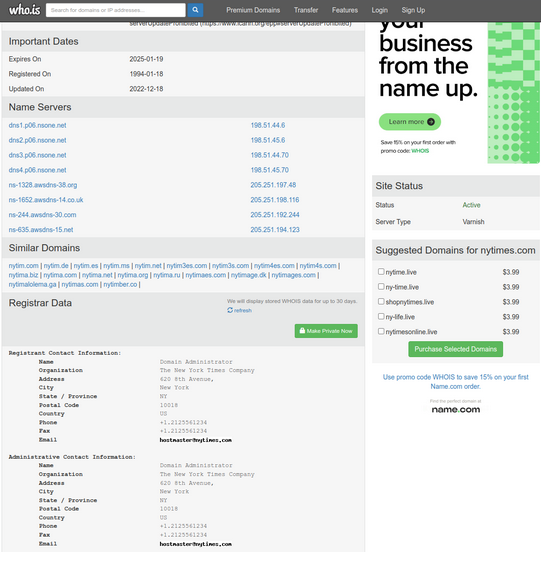 who.is
Search for domains or IP addresses...
Premium Domains
Transfer
Features
Login
Sign Up
serverUpdateProhibited (https://www.icann.org/epp#serverUpdateProhibited)
Important Dates
Expires On 2025-01-19
Registered On 1994-01-18
Updated On 2022-12-18
Name Servers
dns1.p06.nsone.net 198.51.44.6
dns2.p06.nsone.net 198.51.45.6
dns3.p06.nsone.net 198.51.44.70
dns4.p06.nsone.net 198.51.45.70
ns-1328.awsdns-38.org 205.251.197.48
ns-1652.awsdns-14.co.uk 205.251.198.116
ns-244.awsdns-30.com 205.251.192.244
ns-635.awsdns-15.net 205.251.194.123
Similar Domains
nytim.com | nytim.de | nytim.es | nytim.ms | nytim.net | nytim3es.com | nytim3s.com | nytim4es.com | nytim4s.com |
nytima.biz | nytima.com | nytima.net | nytima.org | nytima.ru | nytimaes.com | nytimage.dk | nytimages.com |
nytimalolema.ga | nytimas.com | nytimber.co |
Registrar Data
We will display stored WHOIS data for up to 30 days.
refresh
Make Private Now
Registrant Contact Information:
Name Domain Administrator
Organization The New York Times Company
Address 620 8th Avenue,
City New York
State / Province NY
Postal Code 10018
Country US
Phone +1.2125561234
Fax +1.2125561234
Email hostmaster@nytimes.com
Administrative Contact Information:
Name Domain Administrator
Organization The New York Times Company
Address 620 8th Avenue,
City New York
State / Province NY
Postal Code 10018
Country US
Phone +1.2125561234
Fax +1.2125561234
Email hostmaster@nytimes.com
your
business
from the
name up.
Learn more
Save 15% on your first order with
promo code: WHOIS
Site Status
Status Active
Server Type Varnish
Suggested Domains for nytimes.com
nytime.live $3.99
ny-time.live $3.99
shopnytimes.live $3.99
ny-life.live $3.99
nytimesonline.live $3.99
Purchase Selected Domains
Use promo code WHOIS to save 15% on your first
Name.com order.
Find the perfect domain at
name.com